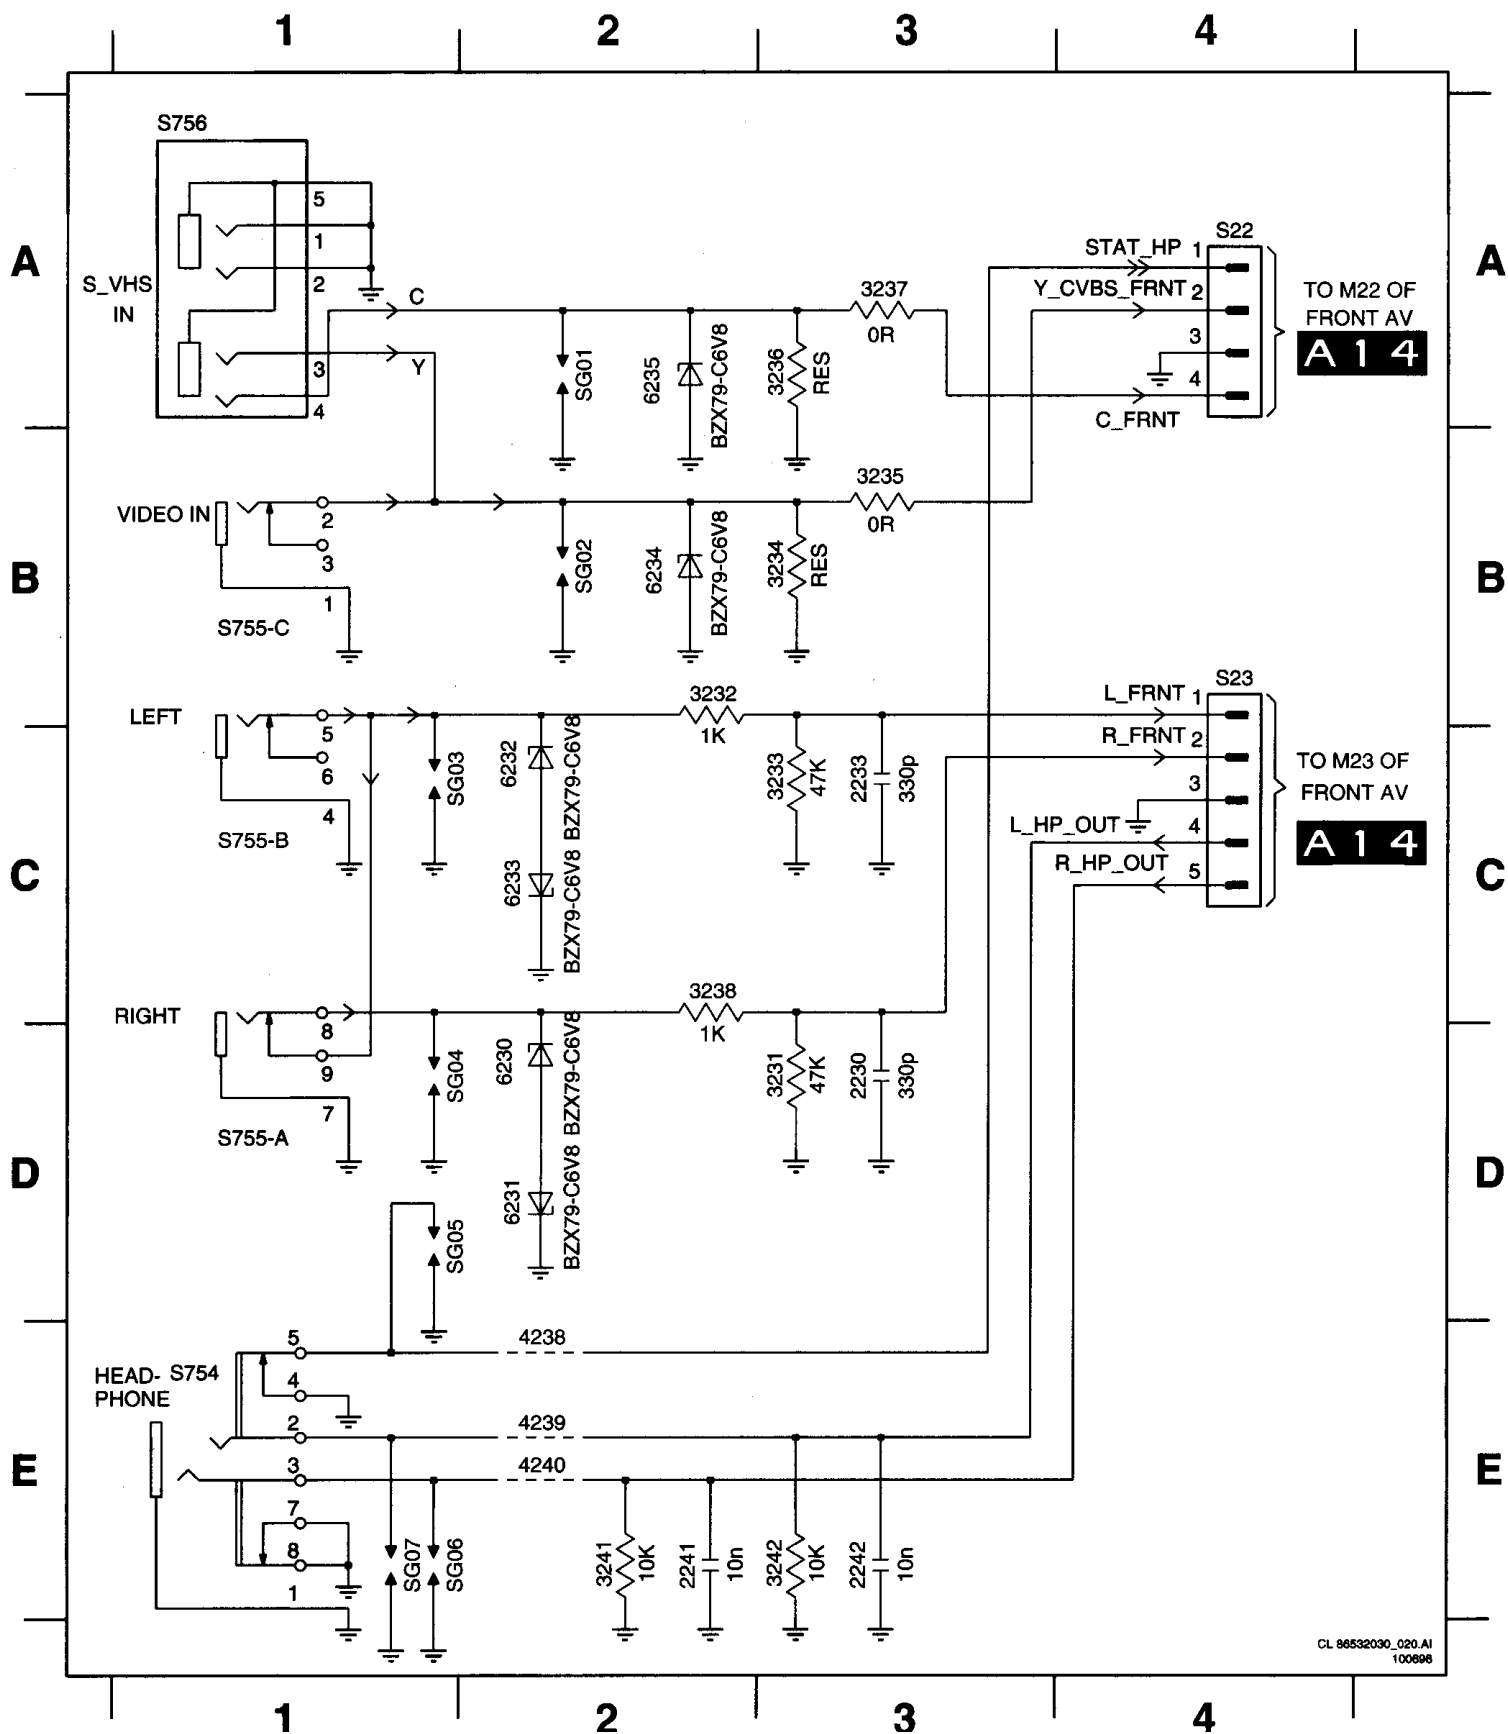 1 2 3 4
S756
5
1
A
S_VHS
IN
2
C
3
Y
4
SG01
6235
BZX79-C6V8
3236
RES
3237
0R
STAT_HP 1
S22
Y_CVBS_FRNT 2
3
4
C_FRNT
TO M22 OF
FRONT AV
A 1 4
A
VIDEO IN
2
3
1
S755-C
B
SG02
6234
BZX79-C6V8
3234
RES
3235
0R
B
LEFT
5
6
4
S755-B
C
SG03
6232
BZX79-C6V8
6233
BZX79-C6V8
3232
1K
3233
47K
2233
330p
L_FRNT 1
S23
R_FRNT 2
3
L_HP_OUT 4
R_HP_OUT 5
TO M23 OF
FRONT AV
A 1 4
C
RIGHT
8
9
7
S755-A
D
SG04
6230
BZX79-C6V8
6231
BZX79-C6V8
3238
1K
3231
47K
2230
330p
SG05
D
HEAD-
PHONE
S754
5
4
2
3
7
8
1
E
4238
4239
4240
SG07
SG06
3241
10K
2241
10n
3242
10K
2242
10n
E
CL 86532030_020.AI
100698
1 2 3 4